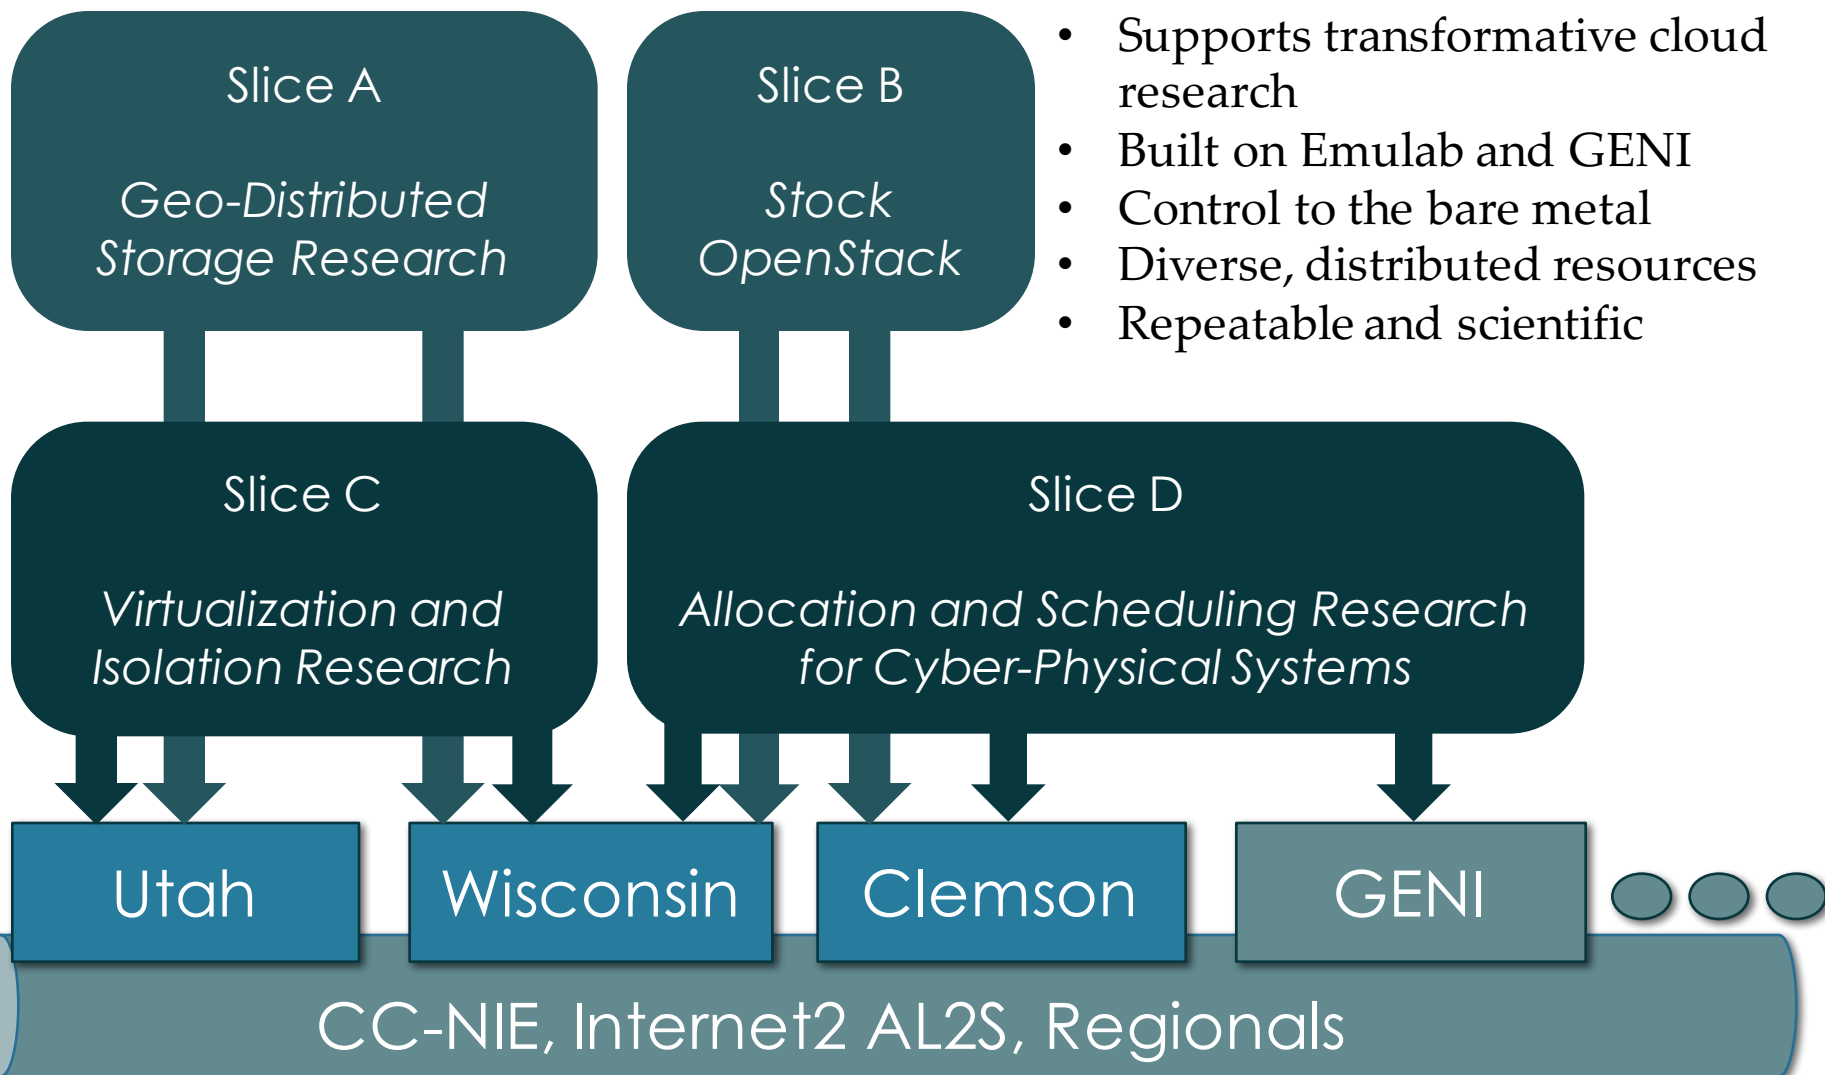 Slice A
Geo-Distributed
Storage Research
Slice B
Stock
OpenStack
• Supports transformative cloud
research
• Built on Emulab and GENI
• Control to the bare metal
• Diverse, distributed resources
• Repeatable and scientific
Slice C
Virtualization and
Isolation Research
Slice D
Allocation and Scheduling Research
for Cyber-Physical Systems
Utah
Wisconsin
Clemson
GENI
CC-NIE, Internet2 AL2S, Regionals